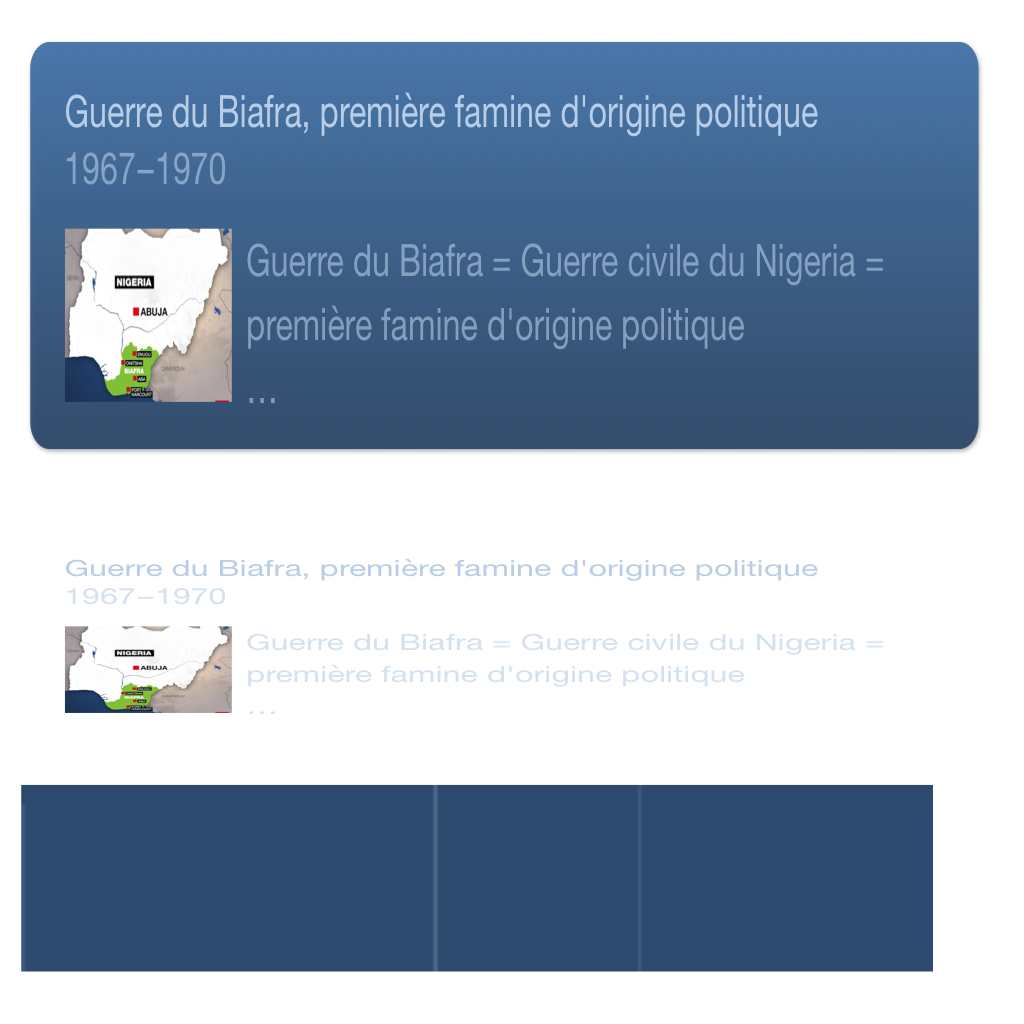 Guerre du Biafra, première famine d'origine politique
1967–1970
Guerre du Biafra = Guerre civile du Nigeria =
première famine d'origine politique
...
NIGERIA
ABUJA
ENUGU
ONITSHA
BIAFRA
ABA
PORT
HARCOURT
CAMEROUN
Guerre du Biafra, première famine d'origine politique
1967–1970
Guerre du Biafra = Guerre civile du Nigeria =
première famine d'origine politique
...
NIGERIA
ABUJA
BIAFRA